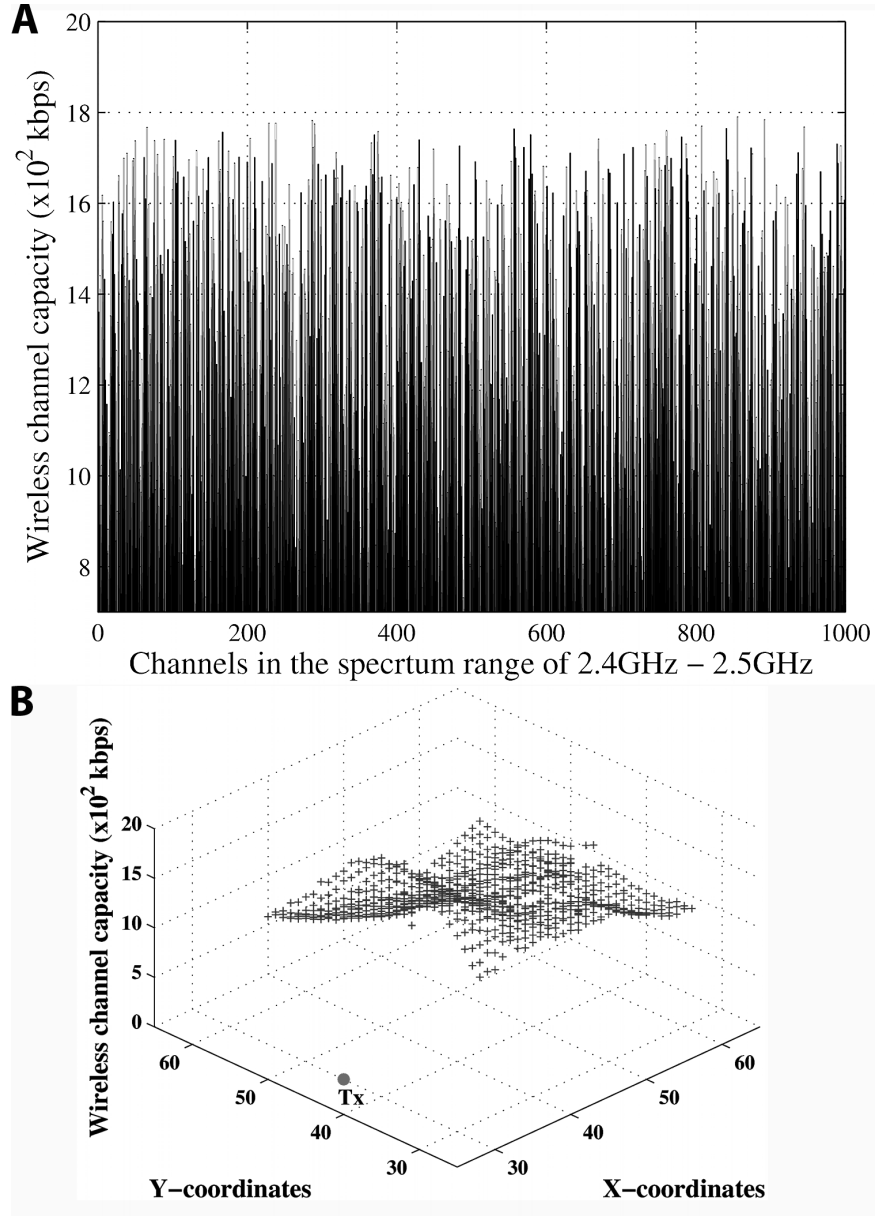 A
Wireless channel capacity (x10² kbps)
20
18
16
14
12
10
8
0 200 400 600 800 1000
Channels in the specrtum range of 2.4GHz – 2.5GHz
B
Wireless channel capacity (x10² kbps)
20
15
10
5
0
60
50
40
30
Tx
30
40
50
60
Y–coordinates
X–coordinates